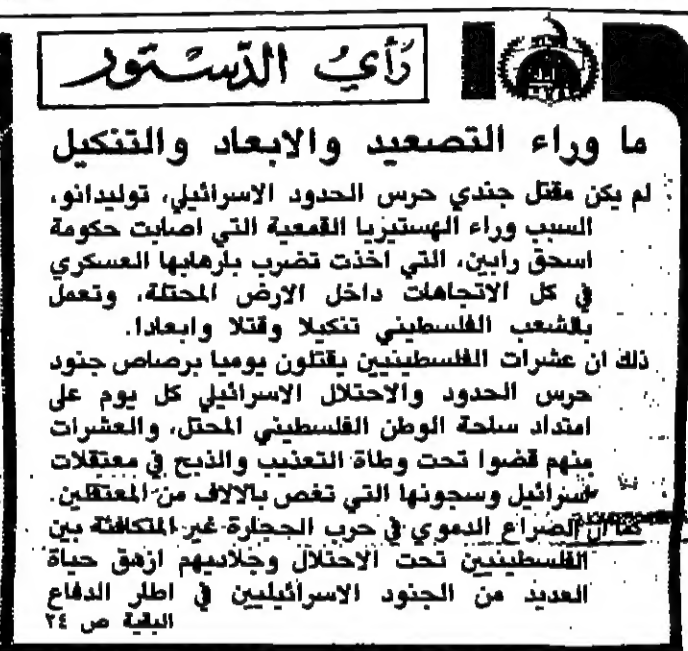 رأي الدستور
ما وراء التصعيد والابعاد والتنكيل
لم يكن مقتل جندي حرس الحدود الاسرائيلي، توليدانو،
السبب وراء الهستيريا القمعية التي اصابت حكومة
اسحق رابين، التي اخذت تضرب بارهابها العسكري
في كل الاتجاهات داخل الارض المحتلة، وتعمل
بالشعب الفلسطيني تنكيلا وقتلا وابعادا.
ذلك ان عشرات الفلسطينيين يقتلون يوميا برصاص جنود
حرس الحدود والاحتلال الاسرائيلي كل يوم على
امتداد ساحة الوطن الفلسطيني المحتل، والعشرات
منهم قضوا تحت وطاة التعذيب والذبح في معتقلات
اسرائيل وسجونها التي تغص بالالاف من المعتقلين.
كما ان الصراع الدموي في حرب الحجارة غير المتكافئة بين
الفلسطينيين تحت الاحتلال وجلاديهم ازهق حياة
العديد من الجنود الاسرائيليين في اطار الدفاع
البقية ص ٢٤